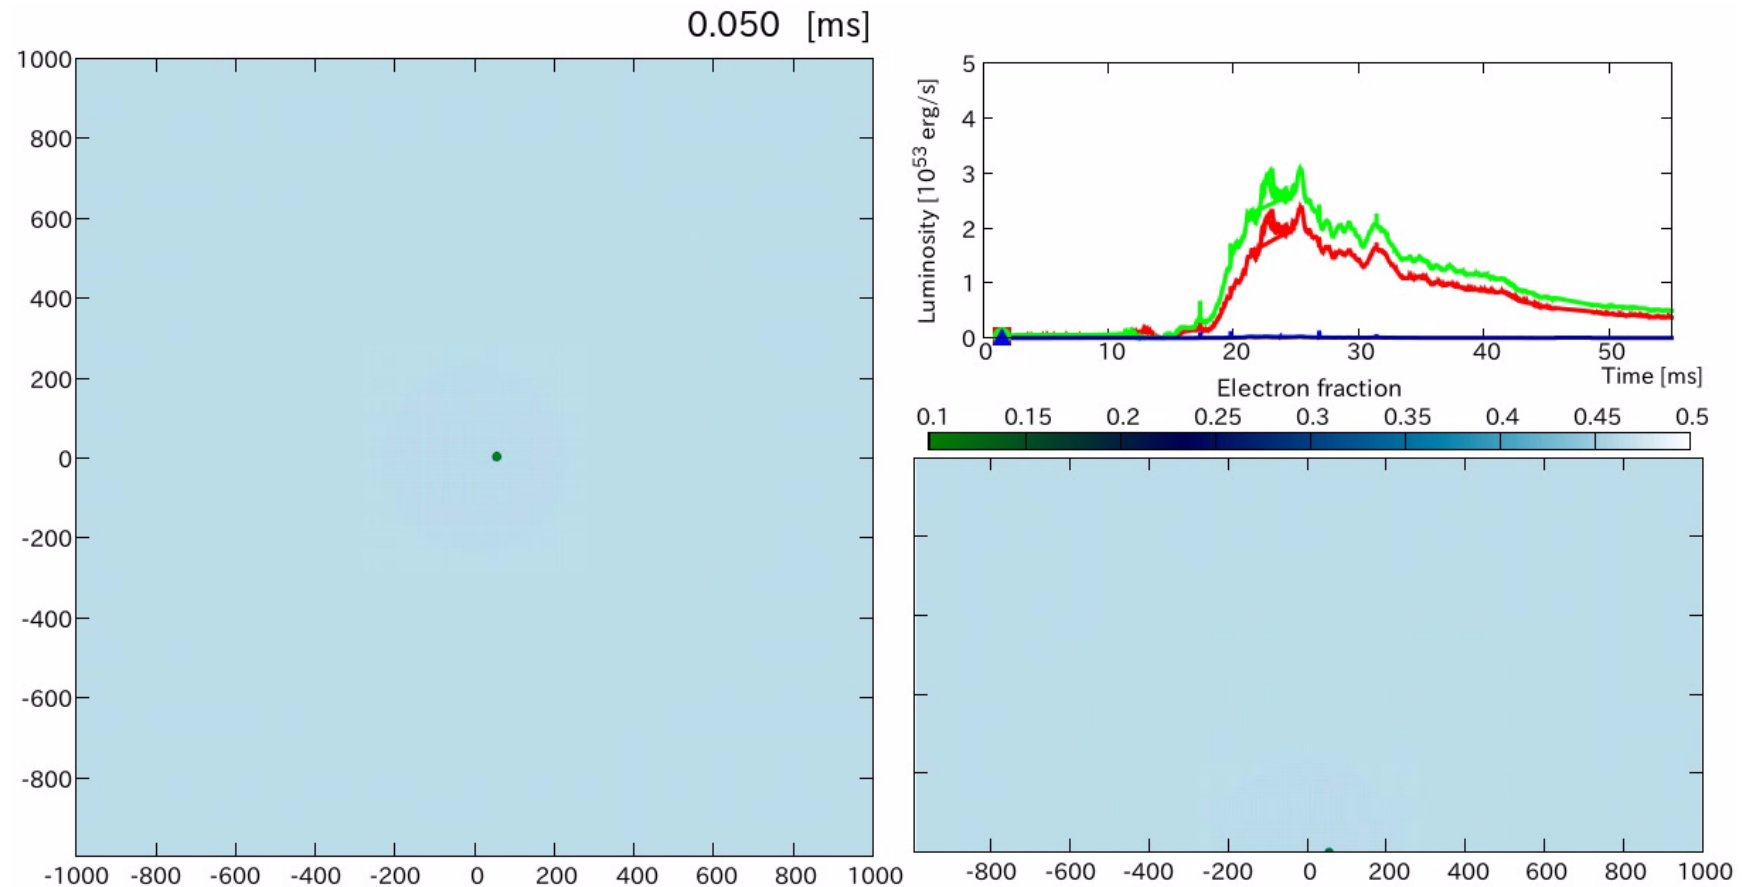 0.050 [ms]
1000
800
600
400
200
0
-200
-400
-600
-800
-1000 -800 -600 -400 -200 0 200 400 600 800 1000
Luminosity [10⁵³ erg/s]
5
4
3
2
1
0
0 10 20 30 40 50
Time [ms]
Electron fraction
0.1 0.15 0.2 0.25 0.3 0.35 0.4 0.45 0.5
-800 -600 -400 -200 0 200 400 600 800 1000